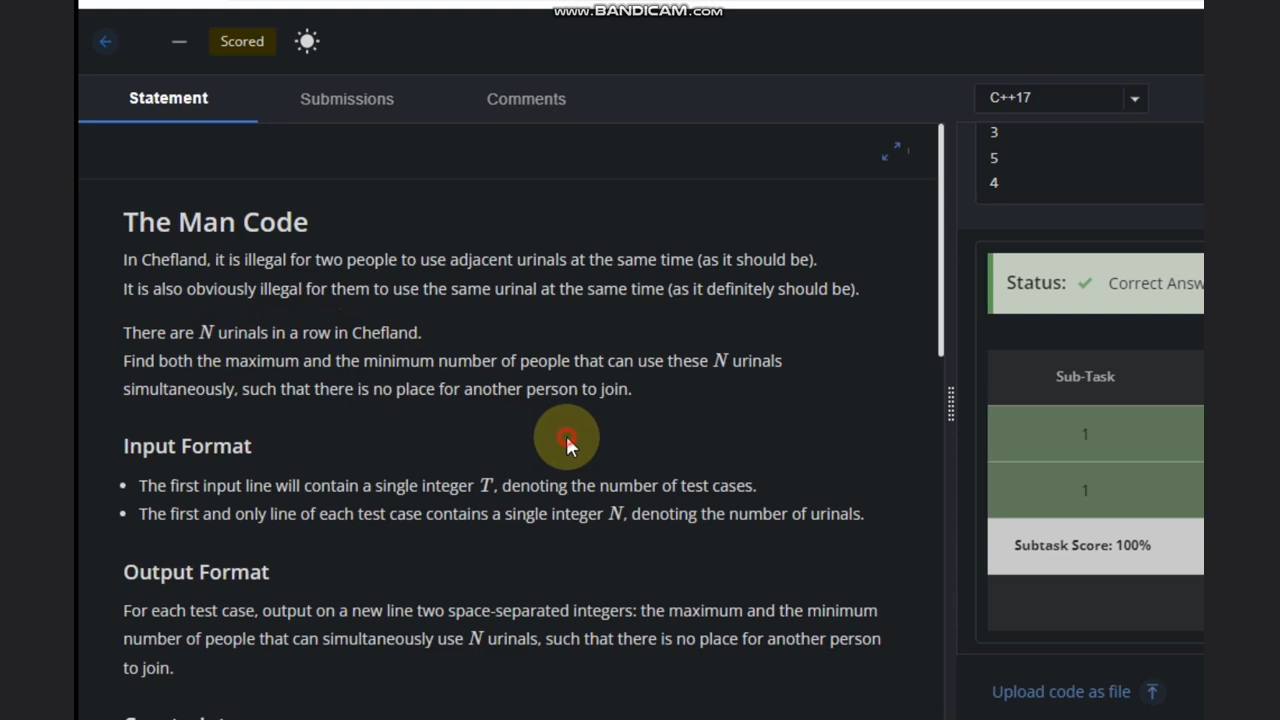 www.BANDICAM.com
Scored
Statement Submissions Comments
C++17
3
5
4
The Man Code
In Chefland, it is illegal for two people to use adjacent urinals at the same time (as it should be).
It is also obviously illegal for them to use the same urinal at the same time (as it definitely should be).
There are N urinals in a row in Chefland.
Find both the maximum and the minimum number of people that can use these N urinals
simultaneously, such that there is no place for another person to join.
Input Format
• The first input line will contain a single integer T, denoting the number of test cases.
• The first and only line of each test case contains a single integer N, denoting the number of urinals.
Output Format
For each test case, output on a new line two space-separated integers: the maximum and the minimum
number of people that can simultaneously use N urinals, such that there is no place for another person
to join.
Status: ✓ Correct Answ
Sub-Task
1
1
Subtask Score: 100%
Upload code as file